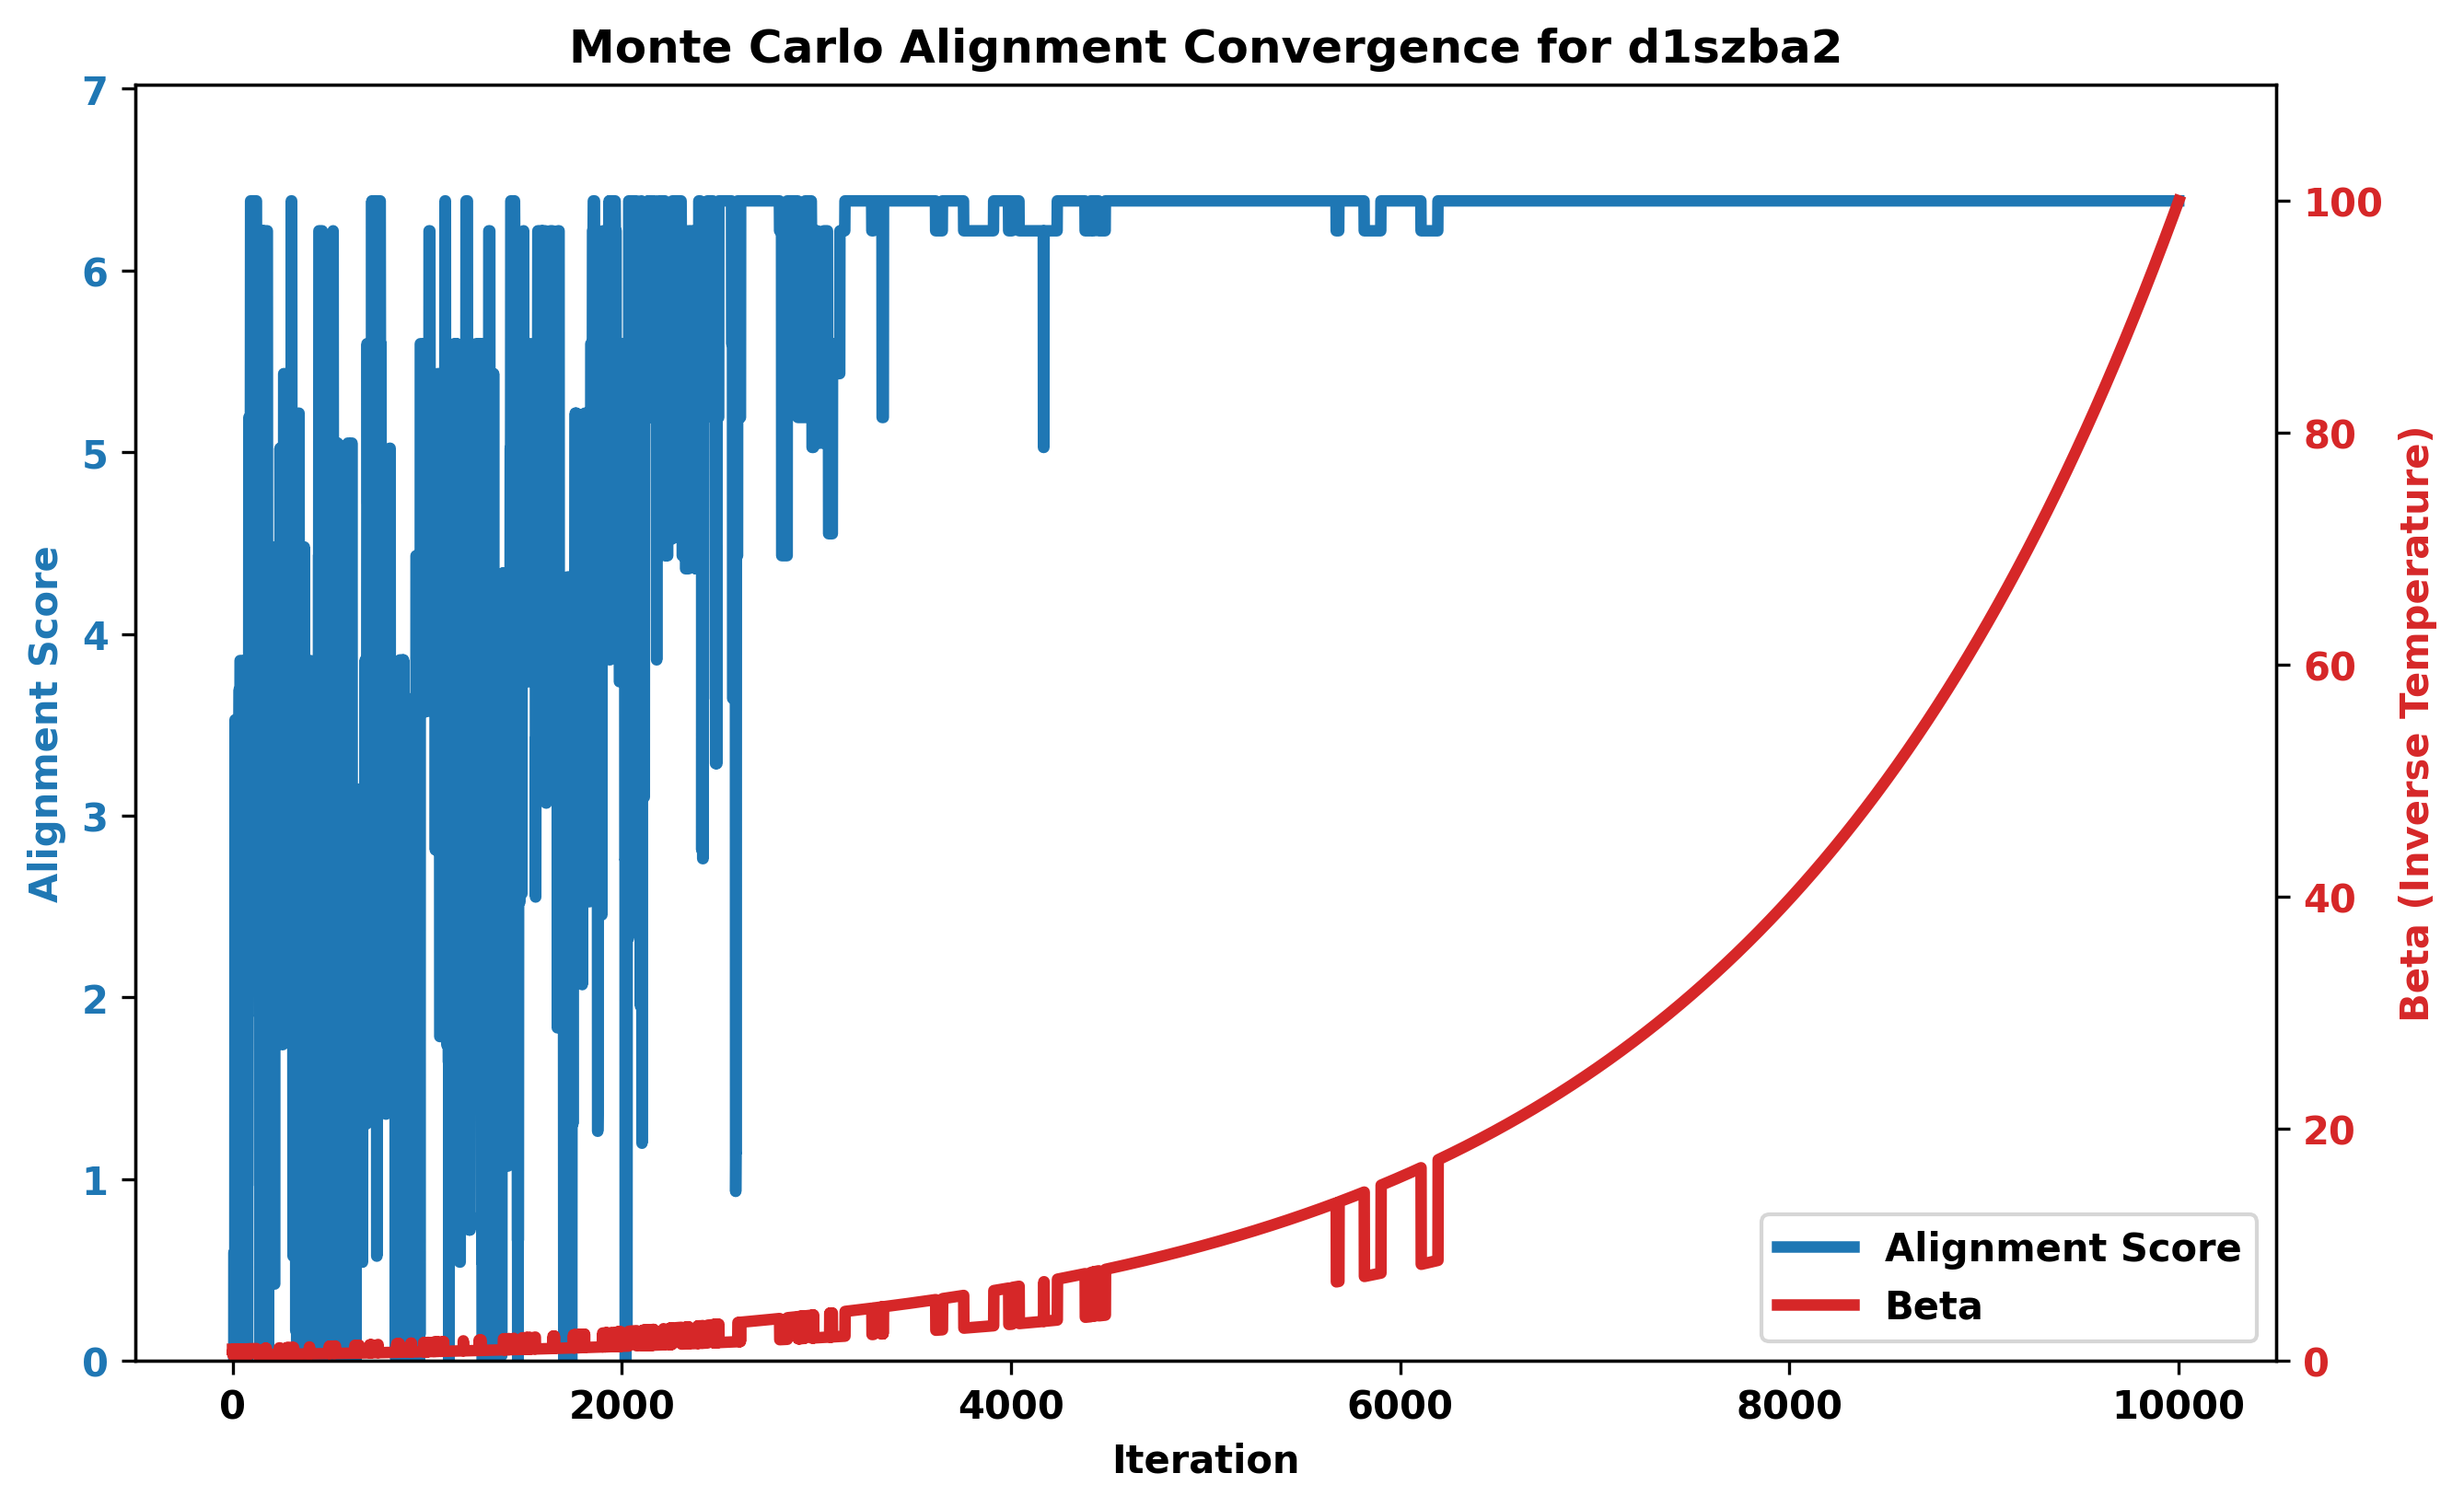 Monte Carlo Alignment Convergence for d1szba2
7
6
5
4
3
2
1
0
Alignment Score
100
80
60
40
20
0
Beta (Inverse Temperature)
Alignment Score
Beta
0 2000 4000 6000 8000 10000
Iteration